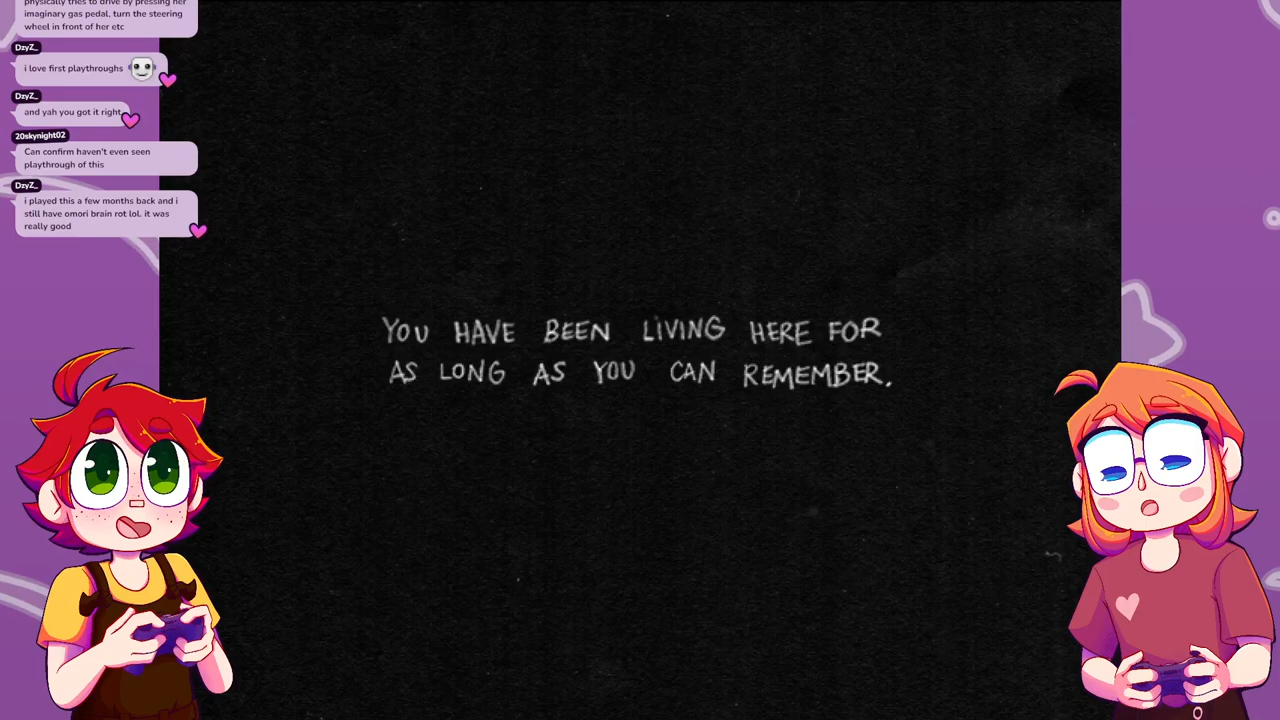 physically tries to drive by pressing her
imaginary gas pedal, turn the steering
wheel in front of her etc
DzyZ_
i love first playthroughs
DzyZ_
and yah you got it right
20skynight02
Can confirm haven't even seen
playthrough of this
DzyZ_
i played this a few months back and i
still have omori brain rot lol. it was
really good
YOU HAVE BEEN LIVING HERE FOR
AS LONG AS YOU CAN REMEMBER.